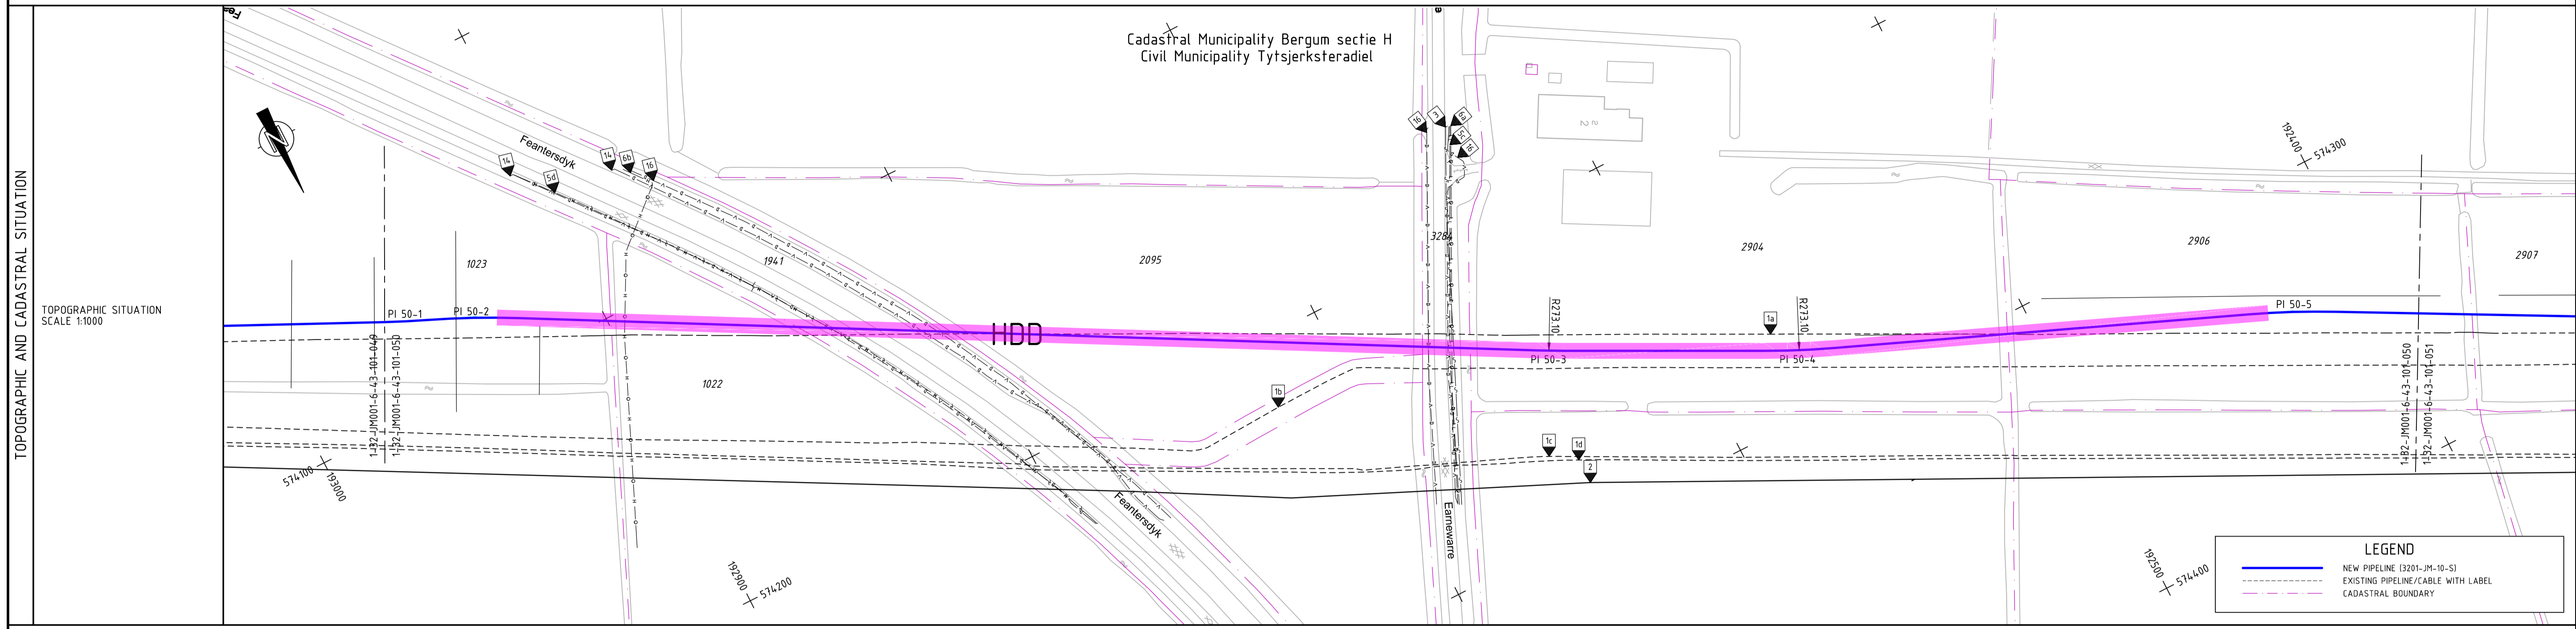 TOPOGRAPHIC AND CADASTRAL SITUATION
TOPOGRAPHIC SITUATION
SCALE 1:1000
Cadastral Municipality Bergum sectie H
Civil Municipality Tytsjerksteradiel
Feantersdyk
14
5d
14
6b
16
16
3
6a
5c
16
2
192400
574300
1023
1941
2095
3284
2904
2906
2907
PI 50-1
PI 50-2
HDD
R273.10
PI 50-3
1a
R273.10
PI 50-4
PI 50-5
1-32-JM001-6-43-101-049
1-32-JM001-6-43-101-050
1022
1b
1c
1d
2
1-32-JM001-6-43-101-050
1-32-JM001-6-43-101-051
574100
193000
Feantersdyk
Earnewarre
192900
574200
192500
574400
LEGEND
NEW PIPELINE (3201-JM-10-S)
EXISTING PIPELINE/CABLE WITH LABEL
CADASTRAL BOUNDARY